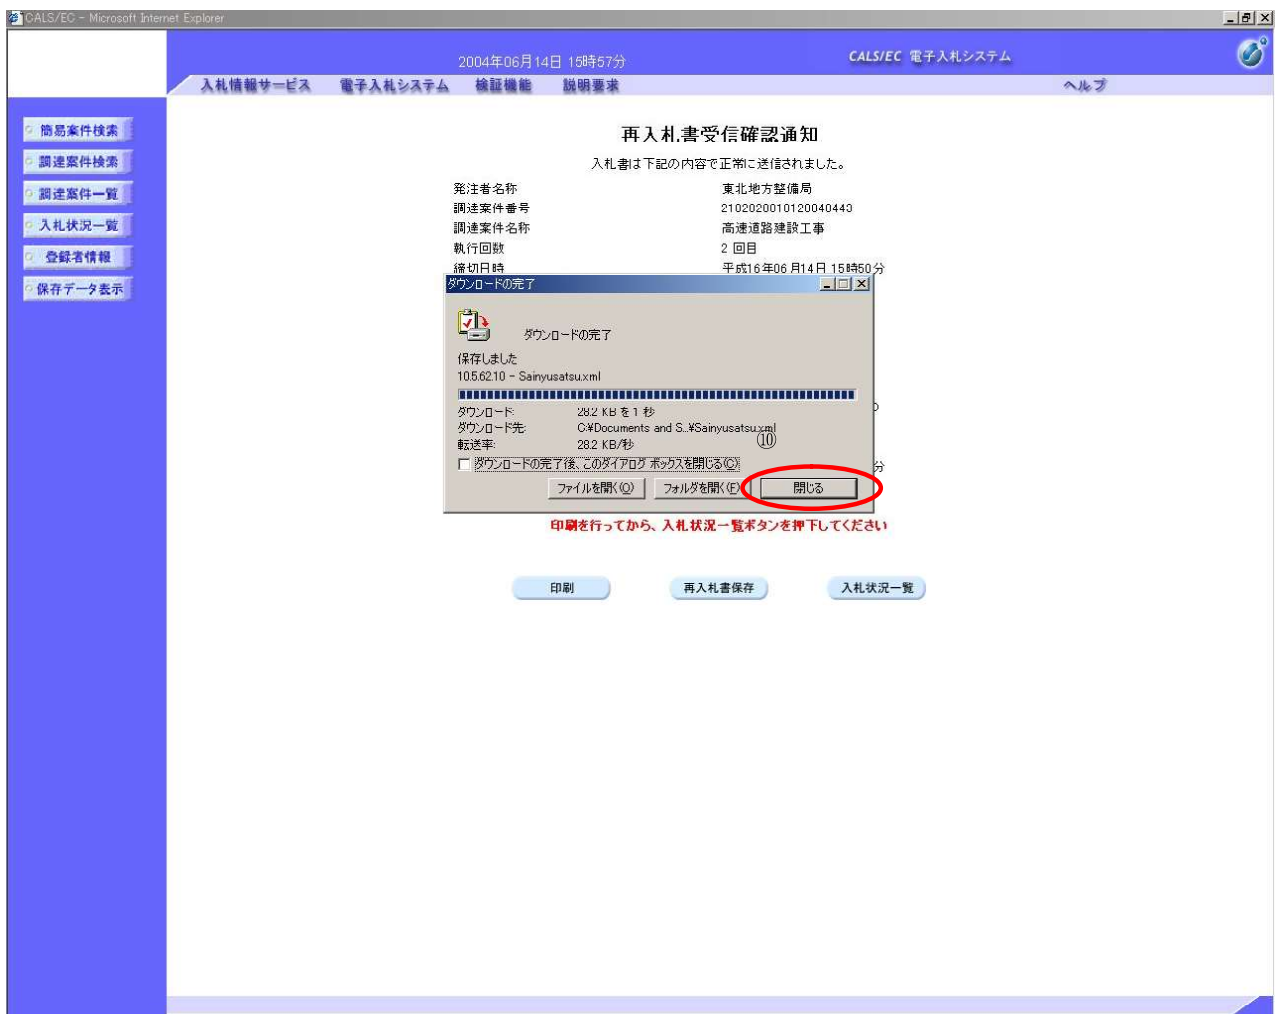 CALS/EC - Microsoft Internet Explorer
2004年06月14日 15時57分
CALS/EC 電子入札システム
入札情報サービス 電子入札システム 検証機能 説明要求 ヘルプ
簡易案件検索
調達案件検索
調達案件一覧
入札状況一覧
登録者情報
保存データ表示
再入札書受信確認通知
入札書は下記の内容で正常に送信されました。
発注者名称 東北地方整備局
調達案件番号 2102020010120040443
調達案件名称 高速道路建設工事
執行回数 2 回目
締切日時 平成16年06月14日 15時50分
ダウンロードの完了
ダウンロードの完了
保存しました
10.5.62.10 - Sainyusatsu.xml
ダウンロード: 28.2 KB を 1 秒
ダウンロード先: C:¥Documents and S...¥Sainyusatsu.xml
転送率: 28.2 KB/秒
⑩
ダウンロードの完了後、このダイアログ ボックスを閉じる(C)
分
ファイルを開く(O) フォルダを開く(F) 閉じる
印刷を行ってから、入札状況一覧ボタンを押下してください
印刷 再入札書保存 入札状況一覧